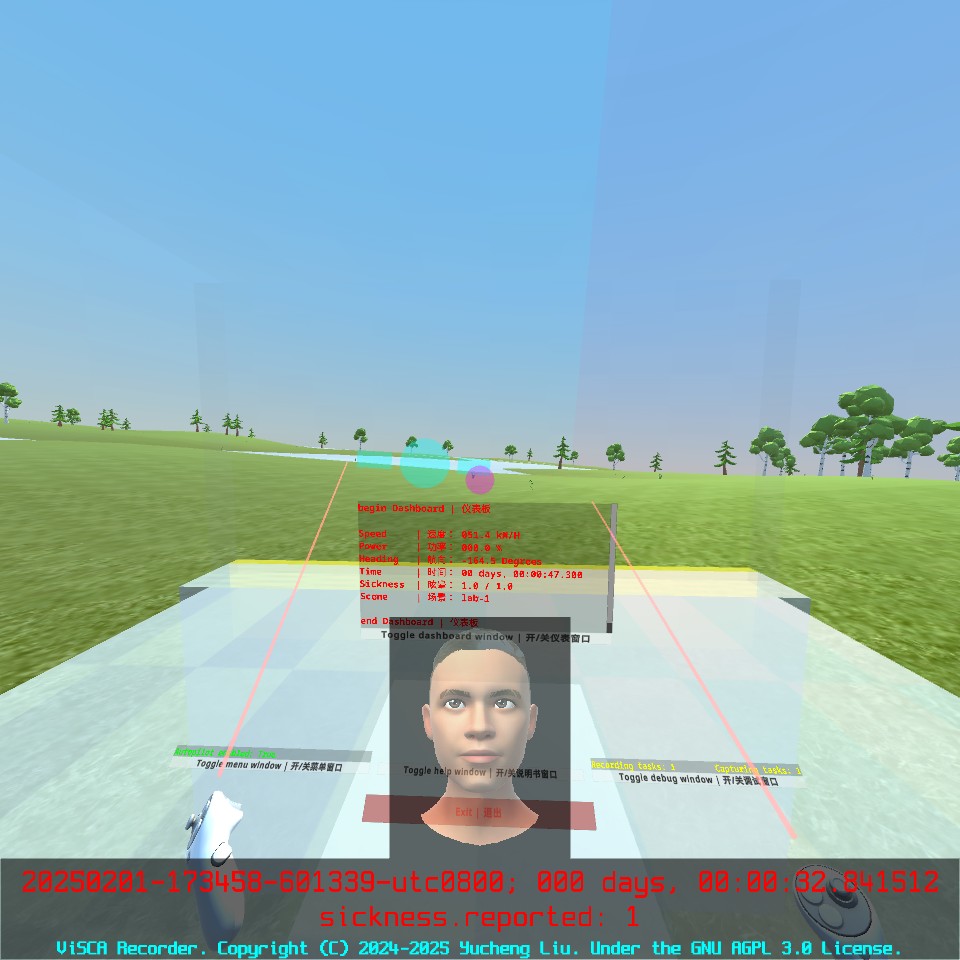 begin Dashboard | 仪表板
Speed | 速度: 051.4 kM/H
Power | 功率: 000.0 %
Heading | 航向: -164.5 Degrees
Time | 时间: 00 days, 00:00:47.300
Sickness | 眩晕: 1.0 / 1.0
Scene | 场景: lab-1
end Dashboard | 仪表板
Toggle dashboard window | 开/关仪表窗口
Autopilot enabled: True
Toggle menu window | 开/关菜单窗口
Toggle help window | 开/关说明书窗口
Recording tasks: 1 Capturing tasks: 1
Toggle debug window | 开/关调试窗口
Exit | 退出
20250201-173458-601339-utc0800; 000 days, 00:00:32.841512
sickness.reported: 1
ViSCA Recorder. Copyright (C) 2024-2025 Yucheng Liu. Under the GNU AGPL 3.0 License.